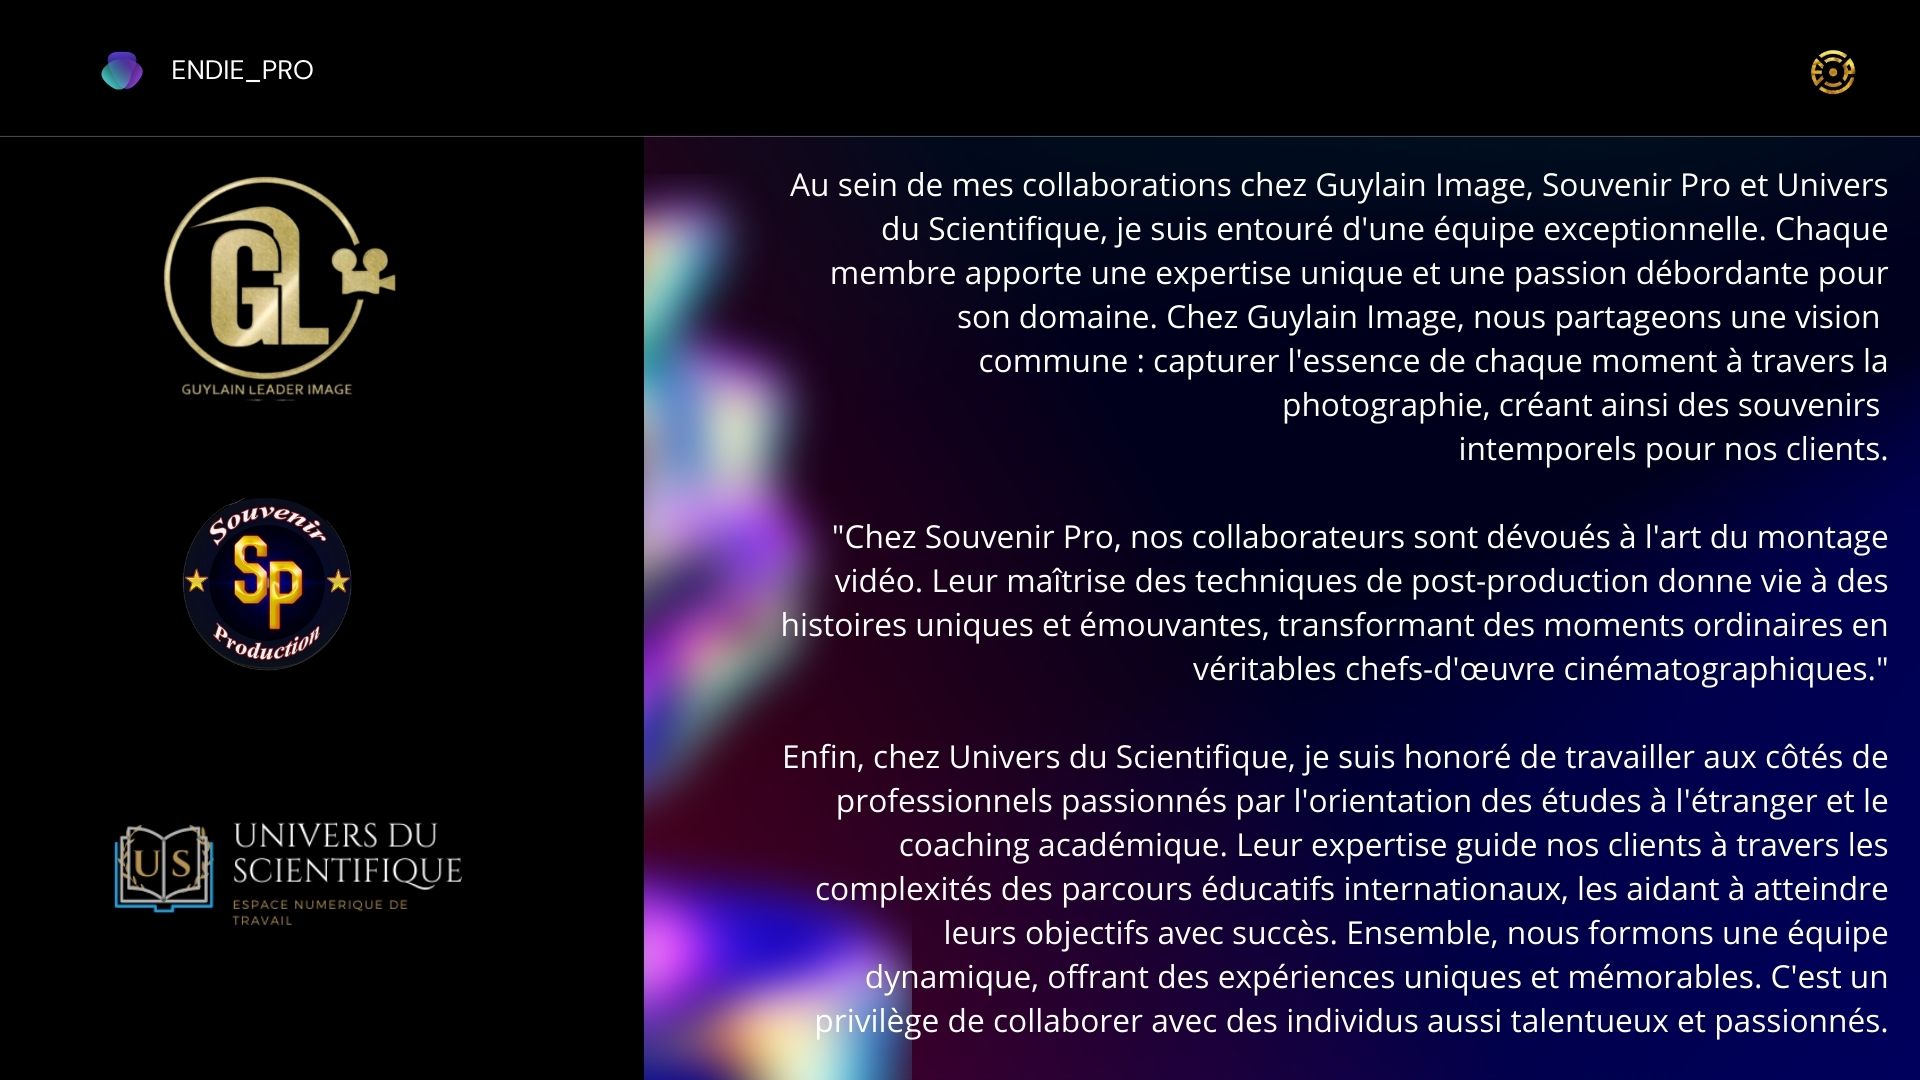 ENDIE_PRO
GL
GUYLAIN LEADER IMAGE
Souvenir
SP
Production
US
UNIVERS DU
SCIENTIFIQUE
ESPACE NUMERIQUE DE
TRAVAIL
Au sein de mes collaborations chez Guylain Image, Souvenir Pro et Univers
du Scientifique, je suis entouré d'une équipe exceptionnelle. Chaque
membre apporte une expertise unique et une passion débordante pour
son domaine. Chez Guylain Image, nous partageons une vision
commune : capturer l'essence de chaque moment à travers la
photographie, créant ainsi des souvenirs
intemporels pour nos clients.
"Chez Souvenir Pro, nos collaborateurs sont dévoués à l'art du montage
vidéo. Leur maîtrise des techniques de post-production donne vie à des
histoires uniques et émouvantes, transformant des moments ordinaires en
véritables chefs-d'œuvre cinématographiques."
Enfin, chez Univers du Scientifique, je suis honoré de travailler aux côtés de
professionnels passionnés par l'orientation des études à l'étranger et le
coaching académique. Leur expertise guide nos clients à travers les
complexités des parcours éducatifs internationaux, les aidant à atteindre
leurs objectifs avec succès. Ensemble, nous formons une équipe
dynamique, offrant des expériences uniques et mémorables. C'est un
privilège de collaborer avec des individus aussi talentueux et passionnés.